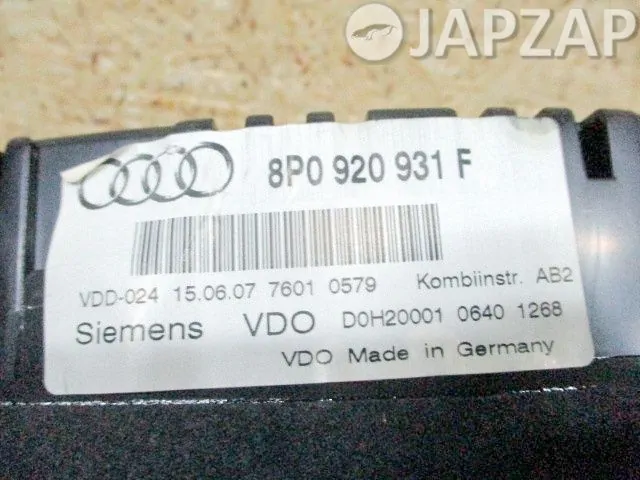 JAPZAP
8P0 920 931 F
VDD-024 15.06.07 7601 0579 Kombiinstr. AB2
Siemens VDO D0H20001 0640 1268
VDO Made in Germany